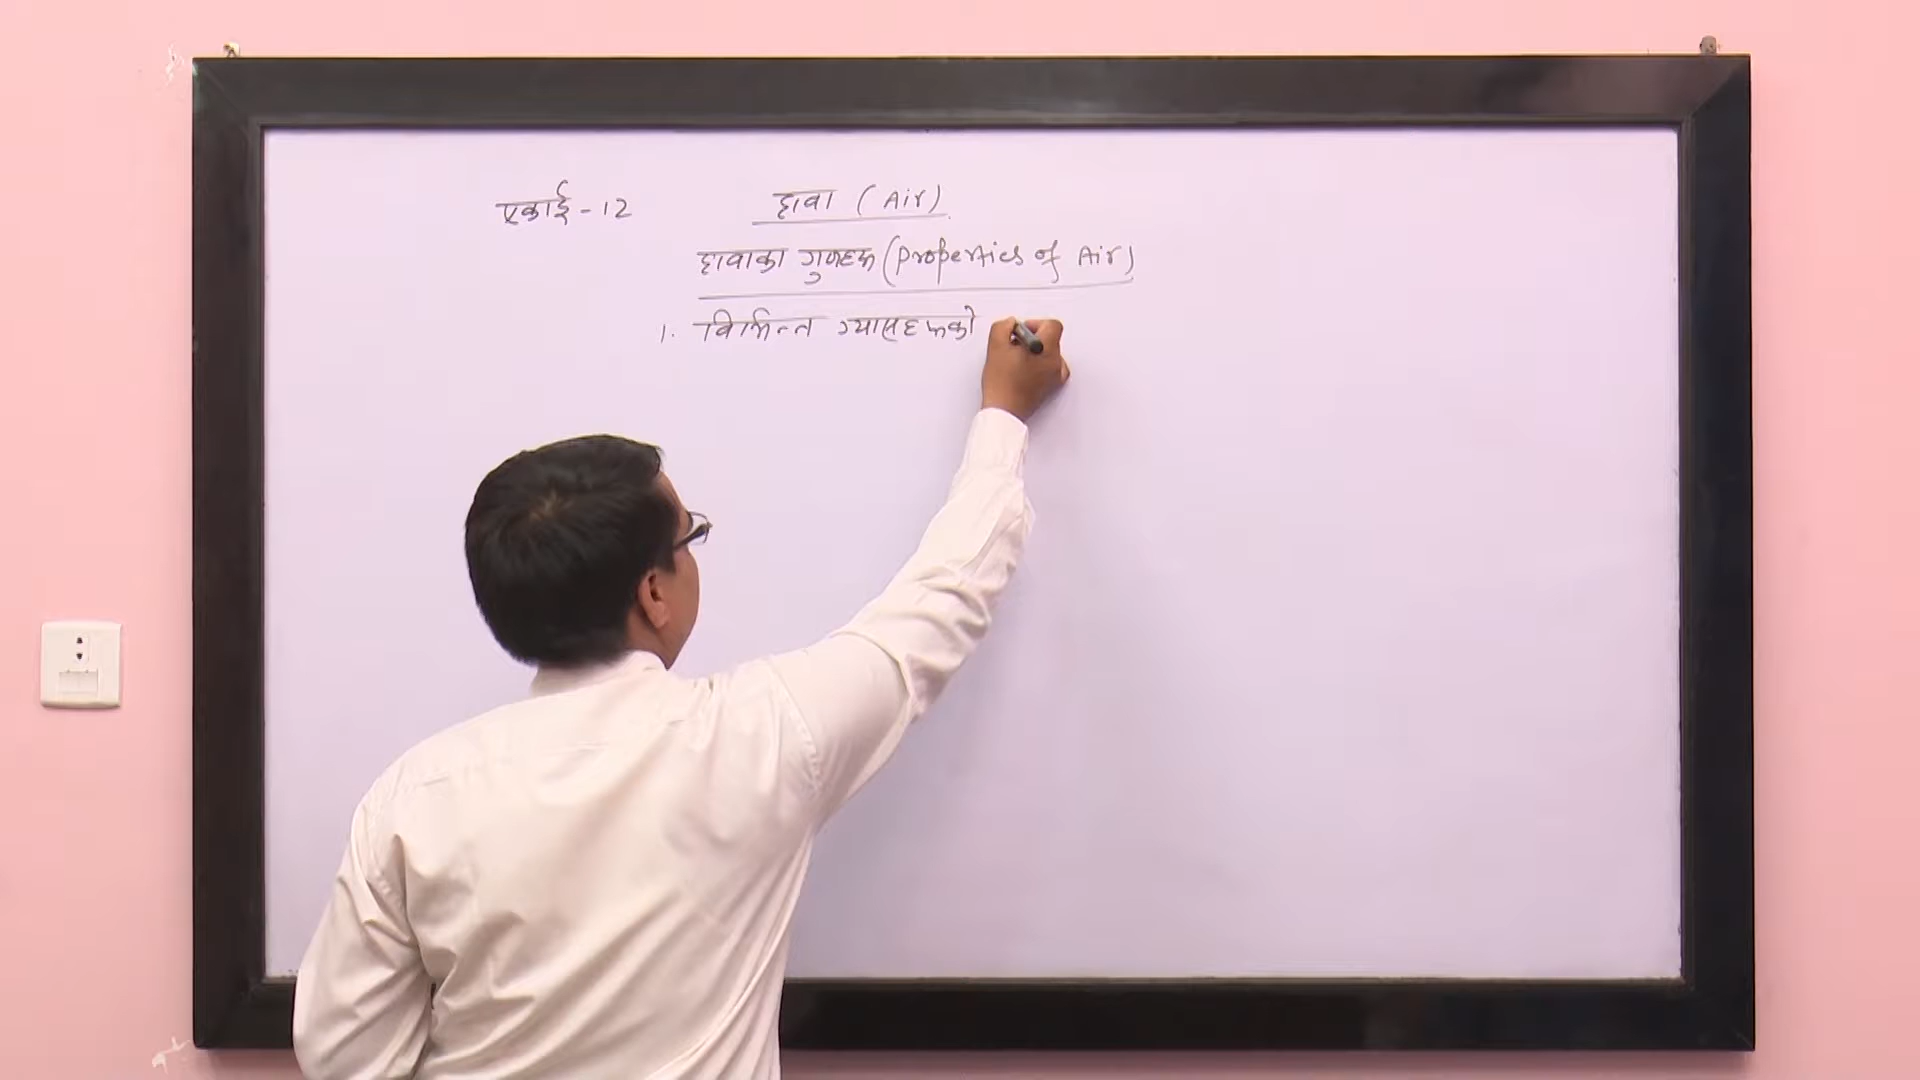 एकाई - 12 हावा (Air)
हावाका गुणहरू (Properties of Air)
1. विभिन्न ग्यासहरूको